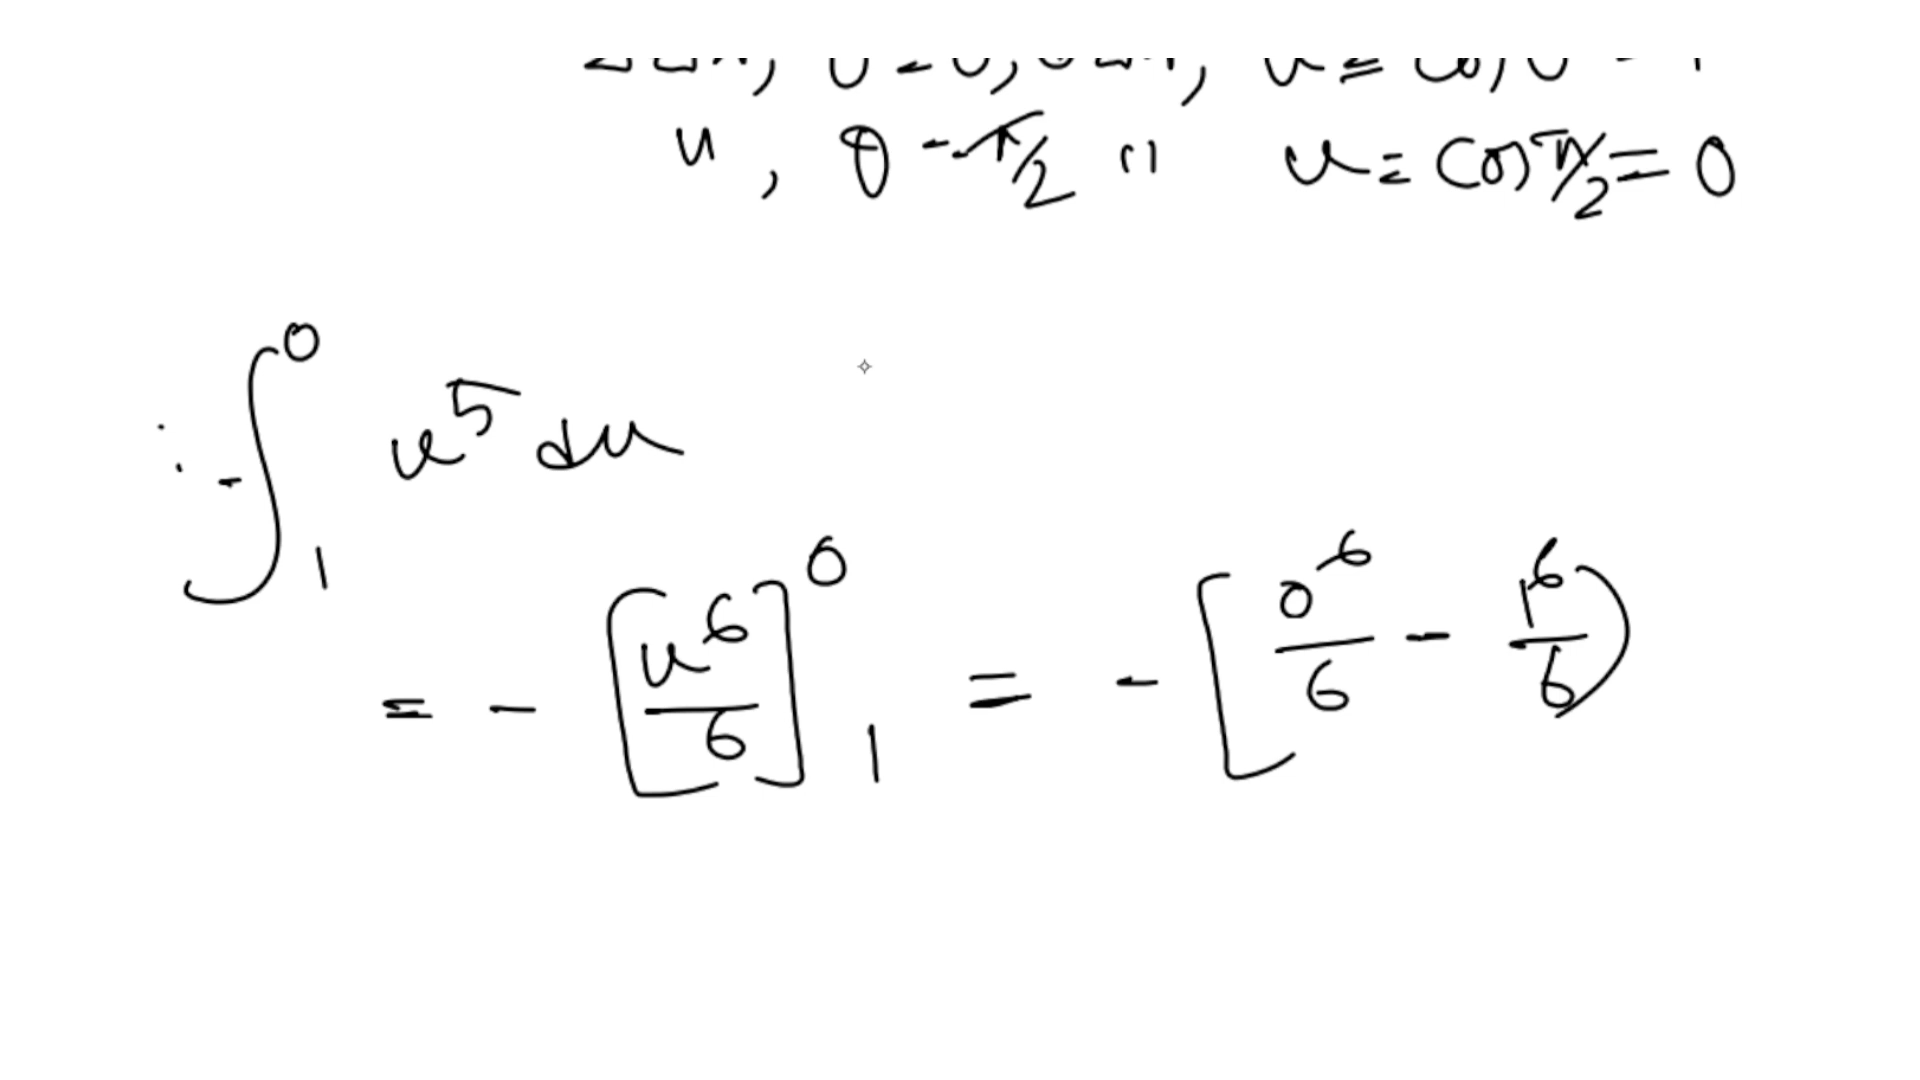 u, θ = π/2, u = cos π/2 = 0
∴ -∫₁⁰ u⁵ du
= - [u⁶/6]₁⁰ = - [0⁶/6 - 1⁶/6)